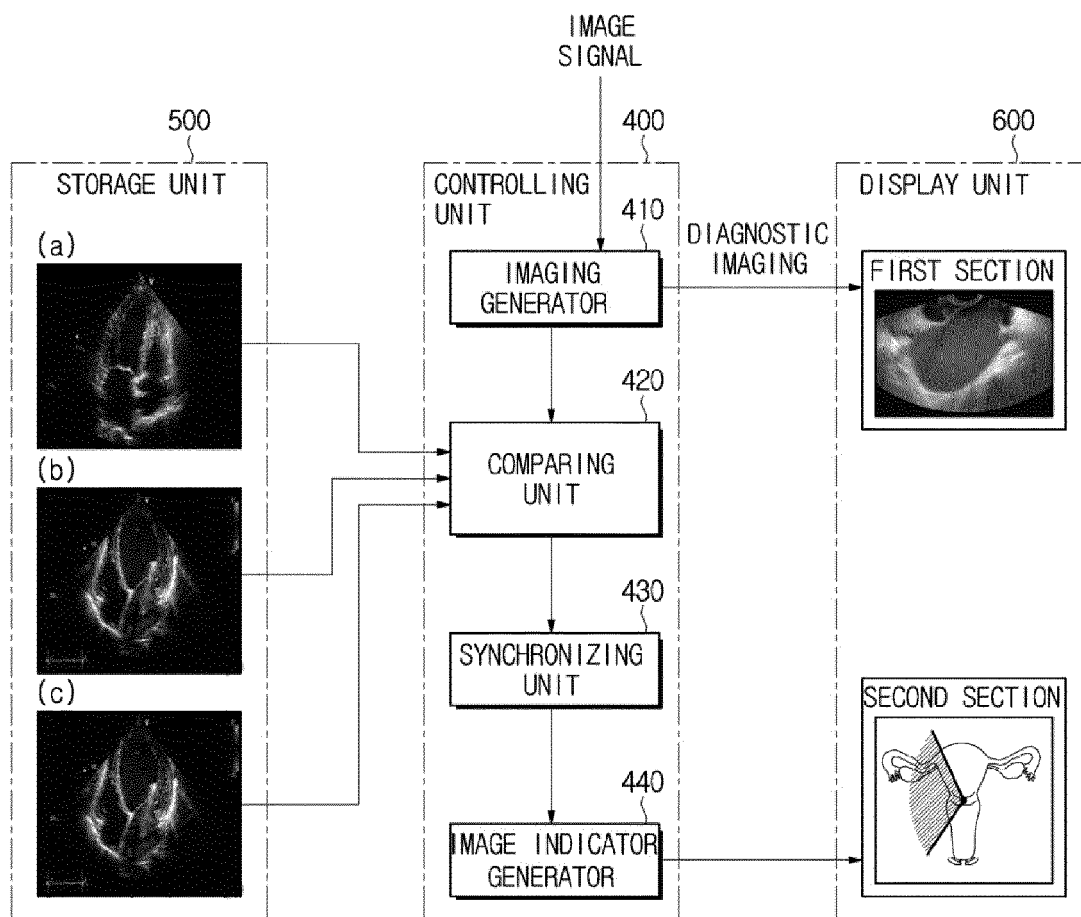 IMAGE
SIGNAL
500
400
600
STORAGE UNIT
CONTROLLING
UNIT
DISPLAY UNIT
(a)
410
IMAGING
GENERATOR
DIAGNOSTIC
IMAGING
FIRST SECTION
420
COMPARING
UNIT
(b)
430
SYNCHRONIZING
UNIT
(c)
SECOND SECTION
440
IMAGE INDICATOR
GENERATOR